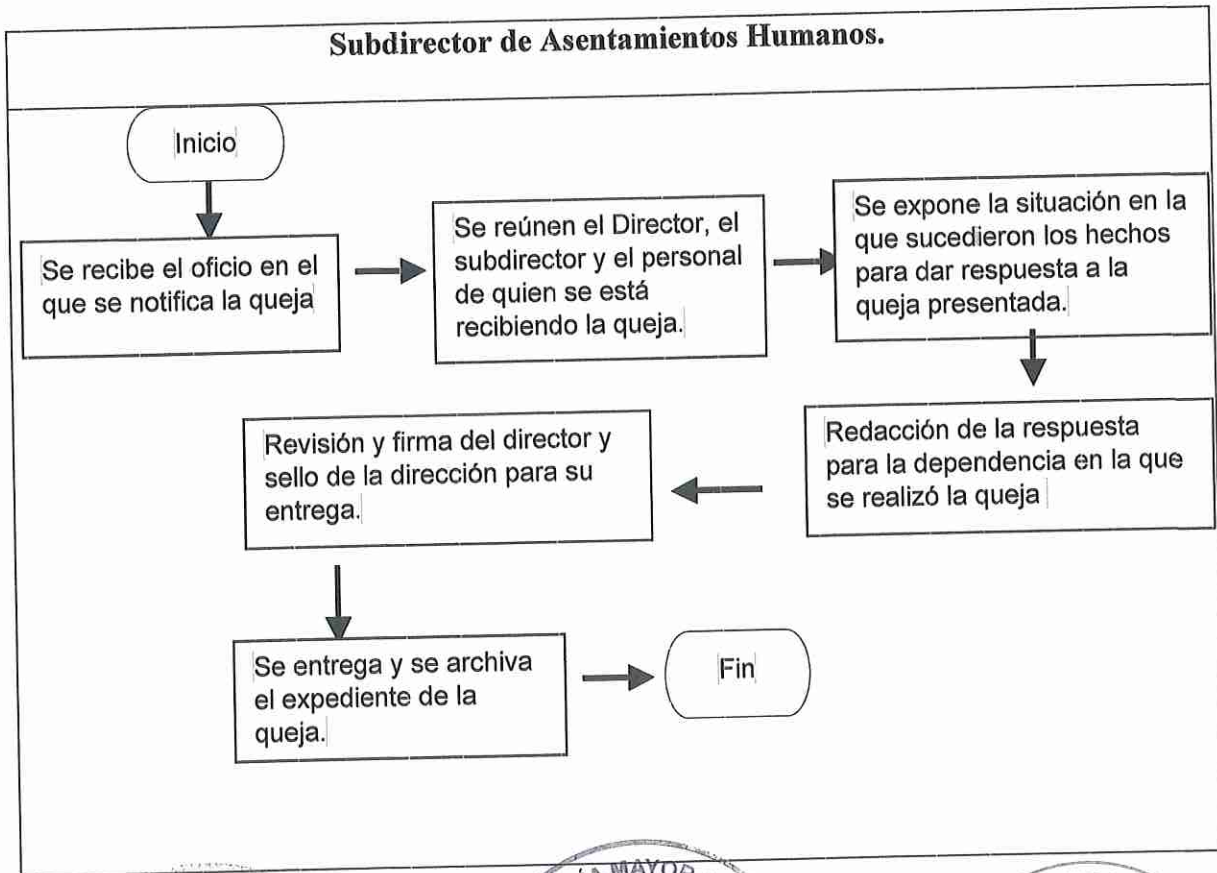 Subdirector de Asentamientos Humanos.
Inicio
Se recibe el oficio en el
que se notifica la queja
Se reúnen el Director, el
subdirector y el personal
de quien se está
recibiendo la queja.
Se expone la situación en la
que sucedieron los hechos
para dar respuesta a la
queja presentada.
Redacción de la respuesta
para la dependencia en la que
se realizó la queja
Revisión y firma del director y
sello de la dirección para su
entrega.
Se entrega y se archiva
el expediente de la
queja.
Fin
MAYOR